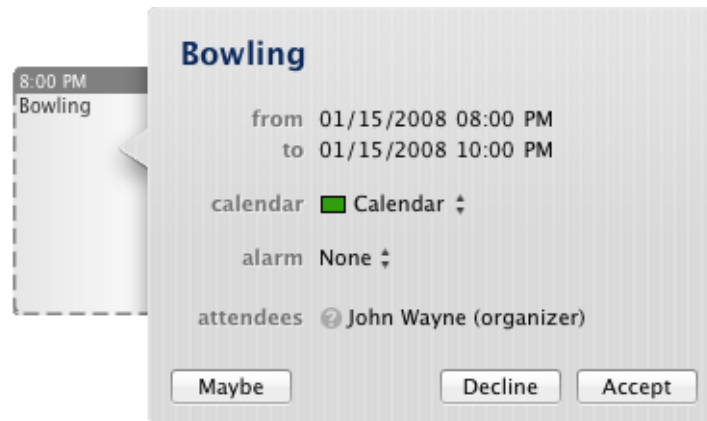 8:00 PM
Bowling
Bowling
from 01/15/2008 08:00 PM
to 01/15/2008 10:00 PM
calendar Calendar
alarm None
attendees ? John Wayne (organizer)
Maybe Decline Accept